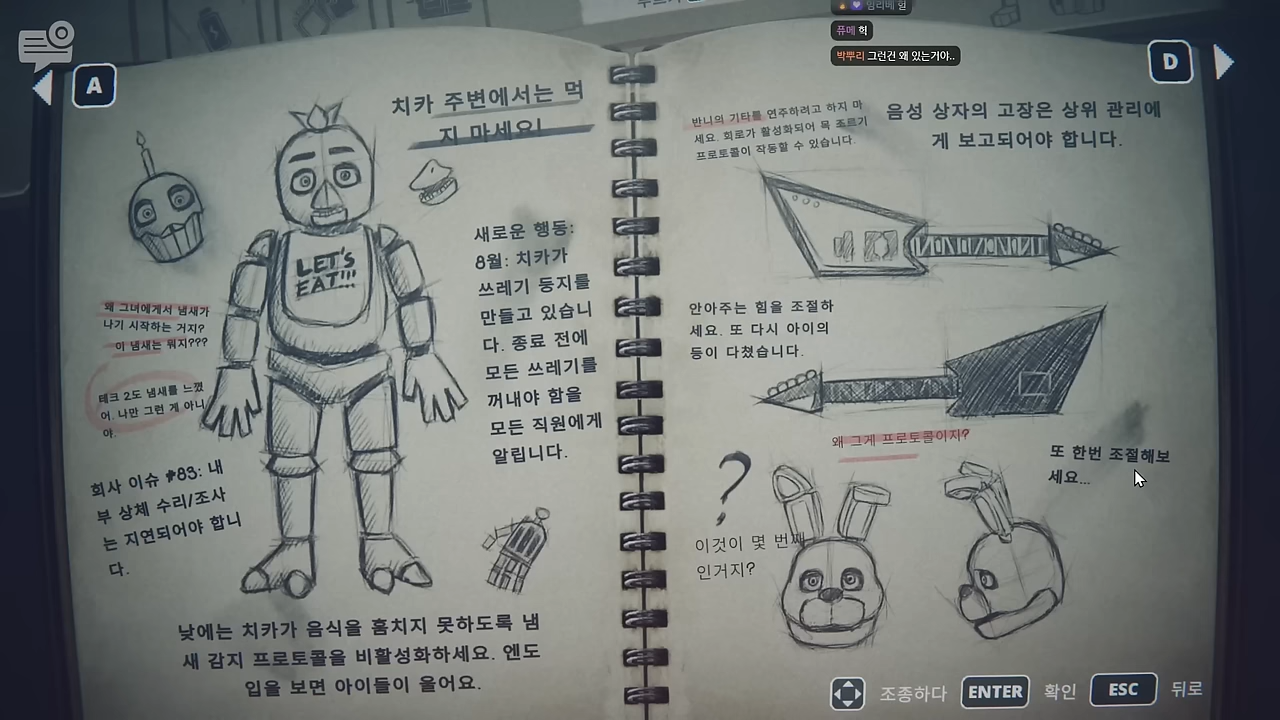 임리메 헐
퓨메 헉
박뿌리 그런건 왜 있는기야..
A
D
치카 주변에서는 먹
지 마세요!
LET'S
EAT!!!
새로운 행동:
8월: 치카가
쓰레기 둥지를
만들고 있습니
다. 종료 전에
모든 쓰레기를
꺼내야 함을
모든 직원에게
알립니다.
왜 그녀에게서 냄새가
나기 시작하는 거지?
이 냄새는 뭐지???
테크 2도 냄새를 느꼈
어. 나만 그런 게 아니
야.
회사 이슈 #83: 내
부 상체 수리/조사
는 지연되어야 합니
다.
낮에는 치카가 음식을 훔치지 못하도록 냄
새 감지 프로토콜을 비활성화하세요. 엔도
입을 보면 아이들이 울어요.
반니의 기타를 연주하려고 하지 마
세요. 회로가 활성화되어 목 조르기
프로토콜이 작동할 수 있습니다.
음성 상자의 고장은 상위 관리에
게 보고되어야 합니다.
안아주는 힘을 조절하
세요. 또 다시 아이의
등이 다쳤습니다.
왜 그게 프로토콜이지?
또 한번 조절해보
세요...
?
이것이 몇 번째
인거지?
조종하다 ENTER 확인 ESC 뒤로